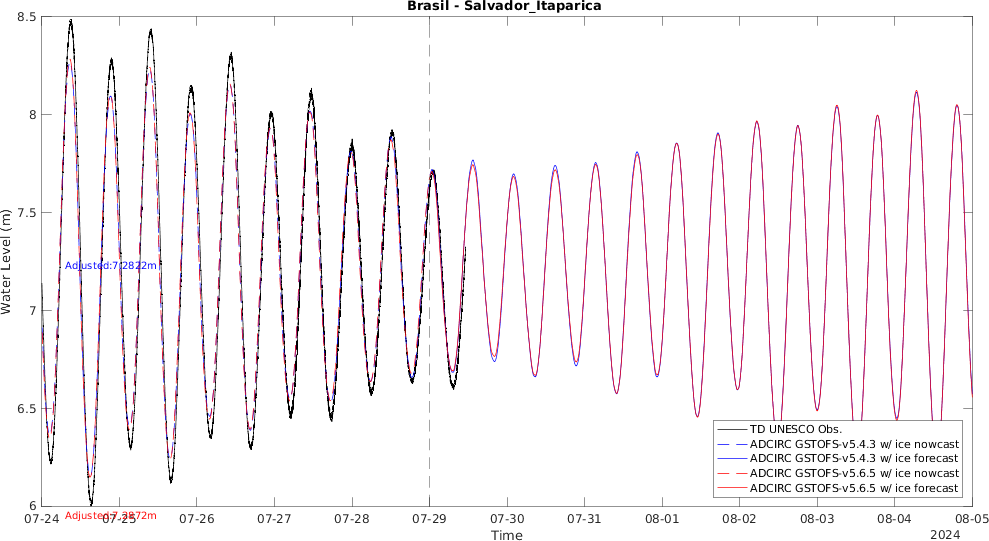 Brasil - Salvador_Itaparica
Water Level (m)
8.5
8
7.5
7
6.5
6
Adjusted:7.2822m
Adjusted:7.2872m
TD UNESCO Obs.
ADCIRC GSTOFS-v5.4.3 w/ ice nowcast
ADCIRC GSTOFS-v5.4.3 w/ ice forecast
ADCIRC GSTOFS-v5.6.5 w/ ice nowcast
ADCIRC GSTOFS-v5.6.5 w/ ice forecast
07-24 07-25 07-26 07-27 07-28 07-29 07-30 07-31 08-01 08-02 08-03 08-04 08-05
Time
2024